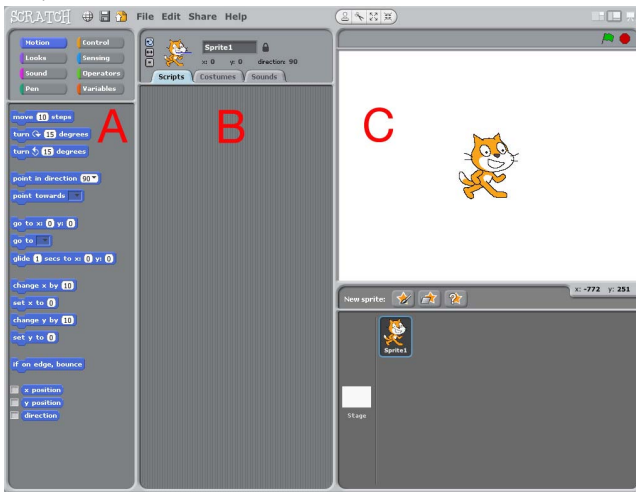 SCRATCH File Edit Share Help
Motion Control
Looks Sensing
Sound Operators
Pen Variables
Sprite1
x: 0 y: 0 direction: 90
Scripts Costumes Sounds
A
B
C
move 10 steps
turn 15 degrees
turn 15 degrees
point in direction 90
point towards
go to x: 0 y: 0
go to
glide 1 secs to x: 0 y: 0
change x by 10
set x to 0
change y by 10
set y to 0
if on edge, bounce
x position
y position
direction
x: -772 y: 251
New sprite:
Sprite1
Stage